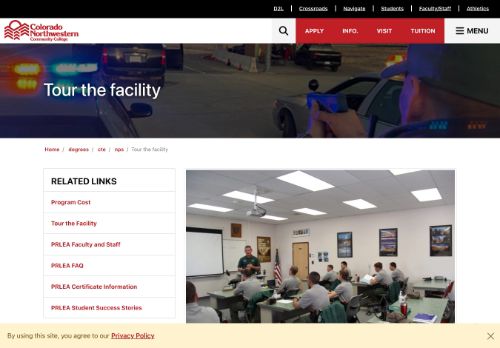 D2L Crossroads Navigate Students Faculty/Staff Athletics
Colorado
Northwestern
Community College
APPLY INFO. VISIT TUITION MENU
Tour the facility
Home / degrees / cte / nps / Tour the facility
RELATED LINKS
Program Cost
Tour the Facility
PRLEA Faculty and Staff
PRLEA FAQ
PRLEA Certificate Information
PRLEA Student Success Stories
By using this site, you agree to our Privacy Policy